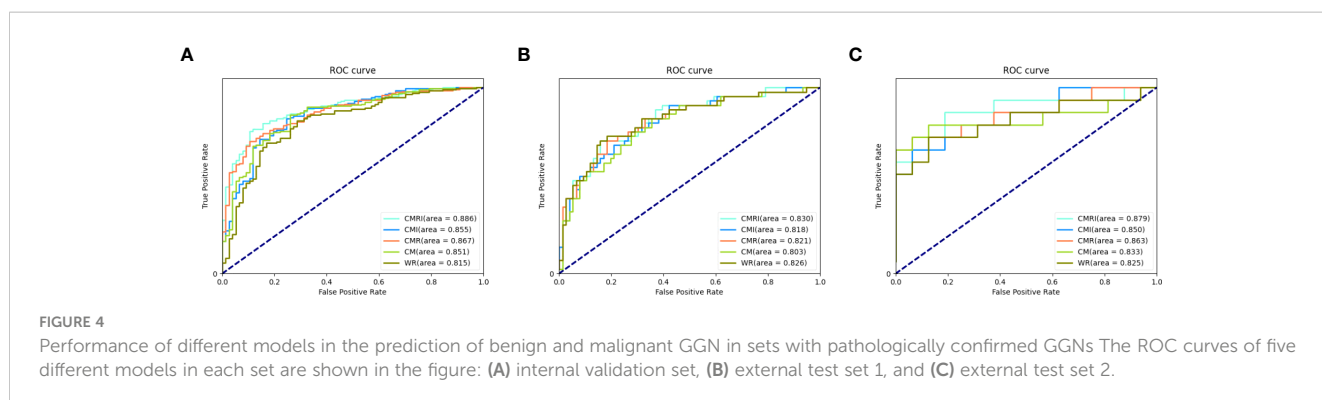 A
ROC curve
True Positive Rate
0
0.0 0.2 0.4 0.6 0.8 1.0
False Positive Rate
CMRI(area = 0.886)
CMI(area = 0.855)
CMR(area = 0.867)
CM(area = 0.851)
WR(area = 0.815)
B
ROC curve
True Positive Rate
0
0.0 0.2 0.4 0.6 0.8 1.0
False Positive Rate
CMRI(area = 0.830)
CMI(area = 0.818)
CMR(area = 0.821)
CM(area = 0.803)
WR(area = 0.826)
C
ROC curve
True Positive Rate
0
0.0 0.2 0.4 0.6 0.8 1.0
False Positive Rate
CMRI(area = 0.879)
CMI(area = 0.850)
CMR(area = 0.863)
CM(area = 0.833)
WR(area = 0.825)
FIGURE 4
Performance of different models in the prediction of benign and malignant GGN in sets with pathologically confirmed GGNs The ROC curves of five
different models in each set are shown in the figure: (A) internal validation set, (B) external test set 1, and (C) external test set 2.